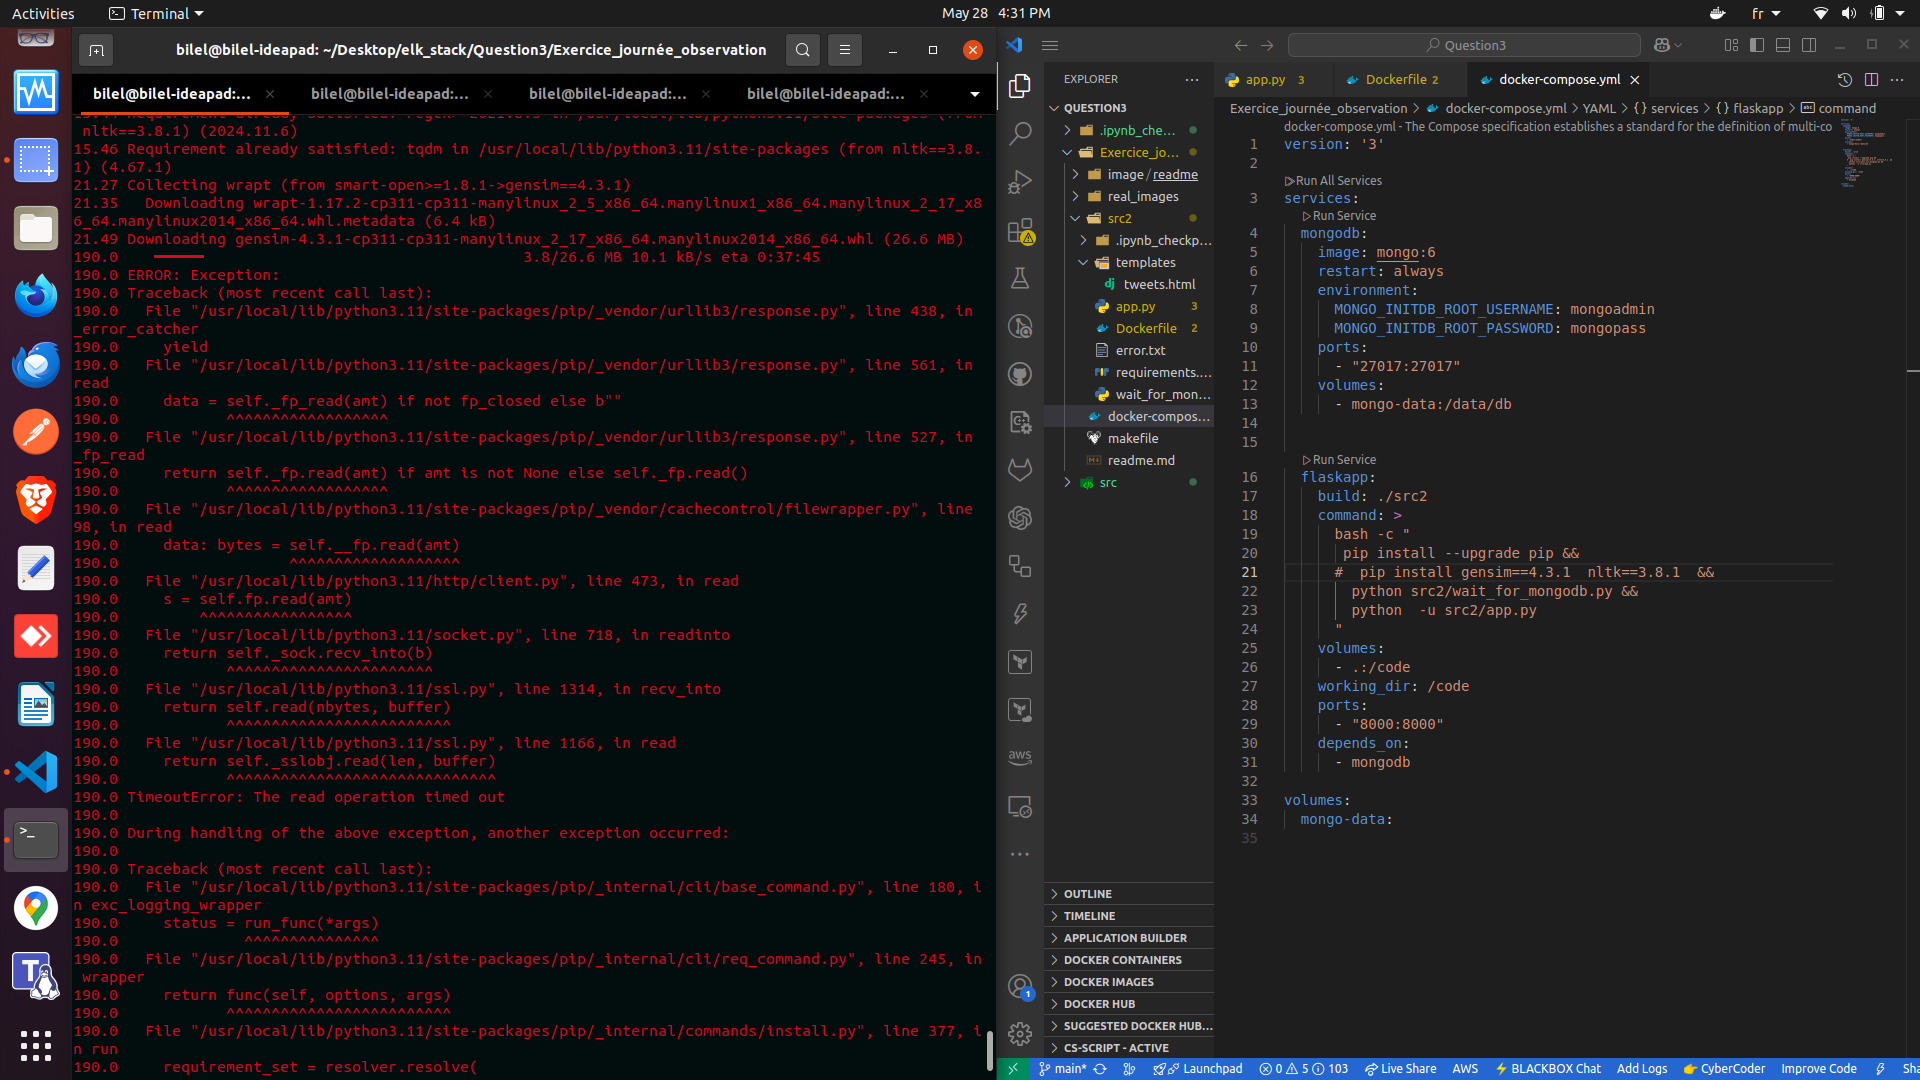 Activities
Terminal
May 28 4:31 PM
fr
bilel@bilel-ideapad: ~/Desktop/elk_stack/Question3/Exercice_journée_observation
bilel@bilel-ideapad:...
bilel@bilel-ideapad:...
bilel@bilel-ideapad:...
bilel@bilel-ideapad:...
nltk==3.8.1) (2024.11.6)
15.46 Requirement already satisfied: tqdm in /usr/local/lib/python3.11/site-packages (from nltk==3.8.
1) (4.67.1)
21.27 Collecting wrapt (from smart-open>=1.8.1->gensim==4.3.1)
21.35   Downloading wrapt-1.17.2-cp311-cp311-manylinux_2_5_x86_64.manylinux1_x86_64.manylinux_2_17_x8
6_64.manylinux2014_x86_64.whl.metadata (6.4 kB)
21.49 Downloading gensim-4.3.1-cp311-cp311-manylinux_2_17_x86_64.manylinux2014_x86_64.whl (26.6 MB)
190.0    3.8/26.6 MB 10.1 kB/s eta 0:37:45
190.0 ERROR: Exception:
190.0 Traceback (most recent call last):
190.0   File "/usr/local/lib/python3.11/site-packages/pip/_vendor/urllib3/response.py", line 438, in
_error_catcher
190.0     yield
190.0   File "/usr/local/lib/python3.11/site-packages/pip/_vendor/urllib3/response.py", line 561, in
read
190.0     data = self._fp_read(amt) if not fp_closed else b""
190.0            ^^^^^^^^^^^^^^^^^^
190.0   File "/usr/local/lib/python3.11/site-packages/pip/_vendor/urllib3/response.py", line 527, in
_fp_read
190.0     return self._fp.read(amt) if amt is not None else self._fp.read()
190.0            ^^^^^^^^^^^^^^^^^^
190.0   File "/usr/local/lib/python3.11/site-packages/pip/_vendor/cachecontrol/filewrapper.py", line
98, in read
190.0     data: bytes = self.__fp.read(amt)
190.0                   ^^^^^^^^^^^^^^^^^^^
190.0   File "/usr/local/lib/python3.11/http/client.py", line 473, in read
190.0     s = self.fp.read(amt)
190.0         ^^^^^^^^^^^^^^^^^
190.0   File "/usr/local/lib/python3.11/socket.py", line 718, in readinto
190.0     return self._sock.recv_into(b)
190.0            ^^^^^^^^^^^^^^^^^^^^^^^
190.0   File "/usr/local/lib/python3.11/ssl.py", line 1314, in recv_into
190.0     return self.read(nbytes, buffer)
190.0            ^^^^^^^^^^^^^^^^^^^^^^^^^
190.0   File "/usr/local/lib/python3.11/ssl.py", line 1166, in read
190.0     return self._sslobj.read(len, buffer)
190.0            ^^^^^^^^^^^^^^^^^^^^^^^^^^^^^^
190.0 TimeoutError: The read operation timed out
190.0
190.0 During handling of the above exception, another exception occurred:
190.0
190.0 Traceback (most recent call last):
190.0   File "/usr/local/lib/python3.11/site-packages/pip/_internal/cli/base_command.py", line 180, i
n exc_logging_wrapper
190.0     status = run_func(*args)
190.0              ^^^^^^^^^^^^^^^
190.0   File "/usr/local/lib/python3.11/site-packages/pip/_internal/cli/req_command.py", line 245, in
wrapper
190.0     return func(self, options, args)
190.0            ^^^^^^^^^^^^^^^^^^^^^^^^^
190.0   File "/usr/local/lib/python3.11/site-packages/pip/_internal/commands/install.py", line 377, i
n run
190.0     requirement_set = resolver.resolve(
Question3
EXPLORER
QUESTION3
.ipynb_che...
Exercice_jo...
image/readme
real_images
src2
.ipynb_checkp...
templates
tweets.html
app.py 3
Dockerfile 2
error.txt
requirements....
wait_for_mon...
docker-compos...
makefile
readme.md
src
OUTLINE
TIMELINE
APPLICATION BUILDER
DOCKER CONTAINERS
DOCKER IMAGES
DOCKER HUB
SUGGESTED DOCKER HUB...
CS-SCRIPT - ACTIVE
aws
1
app.py 3
Dockerfile 2
docker-compose.yml
Exercice_journée_observation > docker-compose.yml > YAML > {} services > {} flaskapp > command
docker-compose.yml - The Compose specification establishes a standard for the definition of multi-co
1 version: '3'
2
Run All Services
3 services:
Run Service
4   mongodb:
5     image: mongo:6
6     restart: always
7     environment:
8       MONGO_INITDB_ROOT_USERNAME: mongoadmin
9       MONGO_INITDB_ROOT_PASSWORD: mongopass
10     ports:
11       - "27017:27017"
12     volumes:
13       - mongo-data:/data/db
14
15
Run Service
16   flaskapp:
17     build: ./src2
18     command: >
19       bash -c "
20        pip install --upgrade pip &&
21       #  pip install gensim==4.3.1  nltk==3.8.1  &&
22         python src2/wait_for_mongodb.py &&
23         python  -u src2/app.py
24       "
25     volumes:
26       - .:/code
27     working_dir: /code
28     ports:
29       - "8000:8000"
30     depends_on:
31       - mongodb
32
33 volumes:
34   mongo-data:
35
main*
Launchpad
0 5 103
Live Share
AWS
BLACKBOX Chat
Add Logs
CyberCoder
Improve Code
Sha